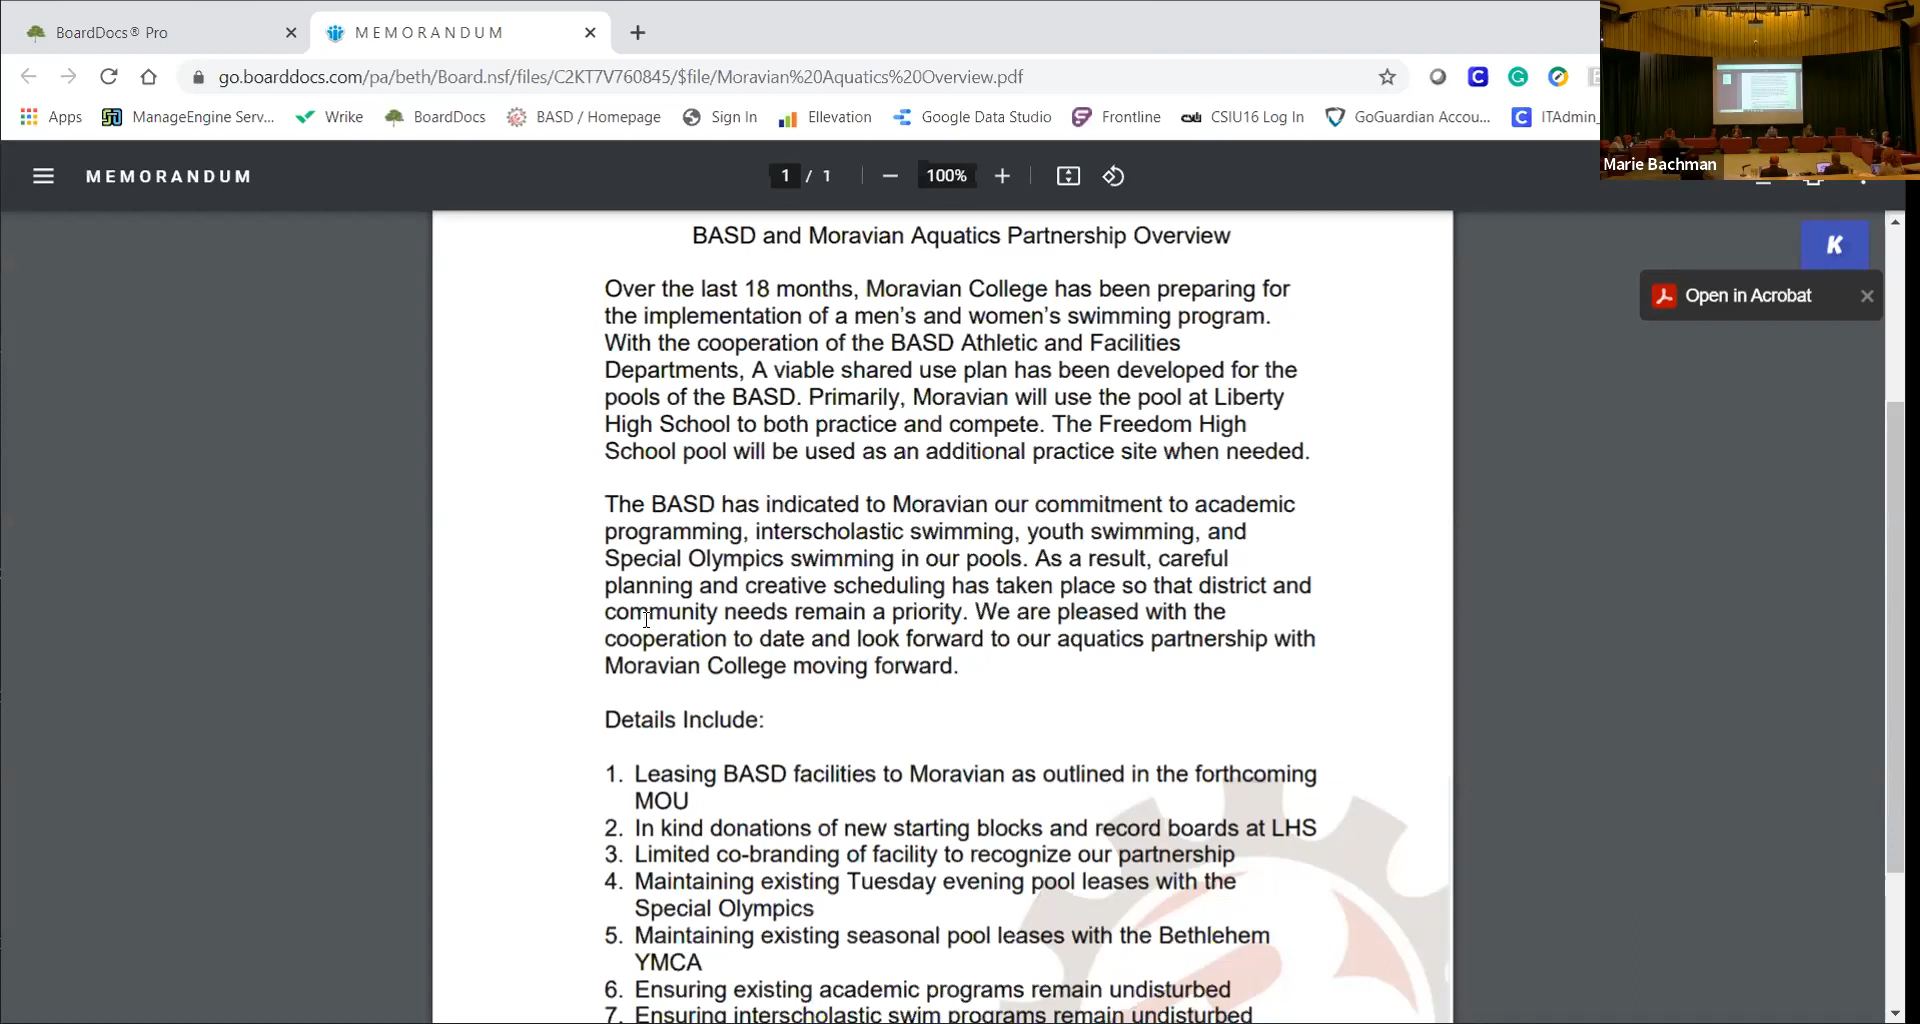 BoardDocs® Pro
MEMORANDUM
go.boarddocs.com/pa/beth/Board.nsf/files/C2KT7V760845/$file/Moravian%20Aquatics%20Overview.pdf
Apps
ManageEngine Serv...
Wrike
BoardDocs
BASD / Homepage
Sign In
Ellevation
Google Data Studio
Frontline
CSIU16 Log In
GoGuardian Accou...
ITAdmin
Marie Bachman
MEMORANDUM
1 / 1
100%
K
Open in Acrobat
BASD and Moravian Aquatics Partnership Overview
Over the last 18 months, Moravian College has been preparing for
the implementation of a men’s and women’s swimming program.
With the cooperation of the BASD Athletic and Facilities
Departments, A viable shared use plan has been developed for the
pools of the BASD. Primarily, Moravian will use the pool at Liberty
High School to both practice and compete. The Freedom High
School pool will be used as an additional practice site when needed.
The BASD has indicated to Moravian our commitment to academic
programming, interscholastic swimming, youth swimming, and
Special Olympics swimming in our pools. As a result, careful
planning and creative scheduling has taken place so that district and
community needs remain a priority. We are pleased with the
cooperation to date and look forward to our aquatics partnership with
Moravian College moving forward.
Details Include:
1. Leasing BASD facilities to Moravian as outlined in the forthcoming
MOU
2. In kind donations of new starting blocks and record boards at LHS
3. Limited co-branding of facility to recognize our partnership
4. Maintaining existing Tuesday evening pool leases with the
Special Olympics
5. Maintaining existing seasonal pool leases with the Bethlehem
YMCA
6. Ensuring existing academic programs remain undisturbed
7. Ensuring interscholastic swim programs remain undisturbed